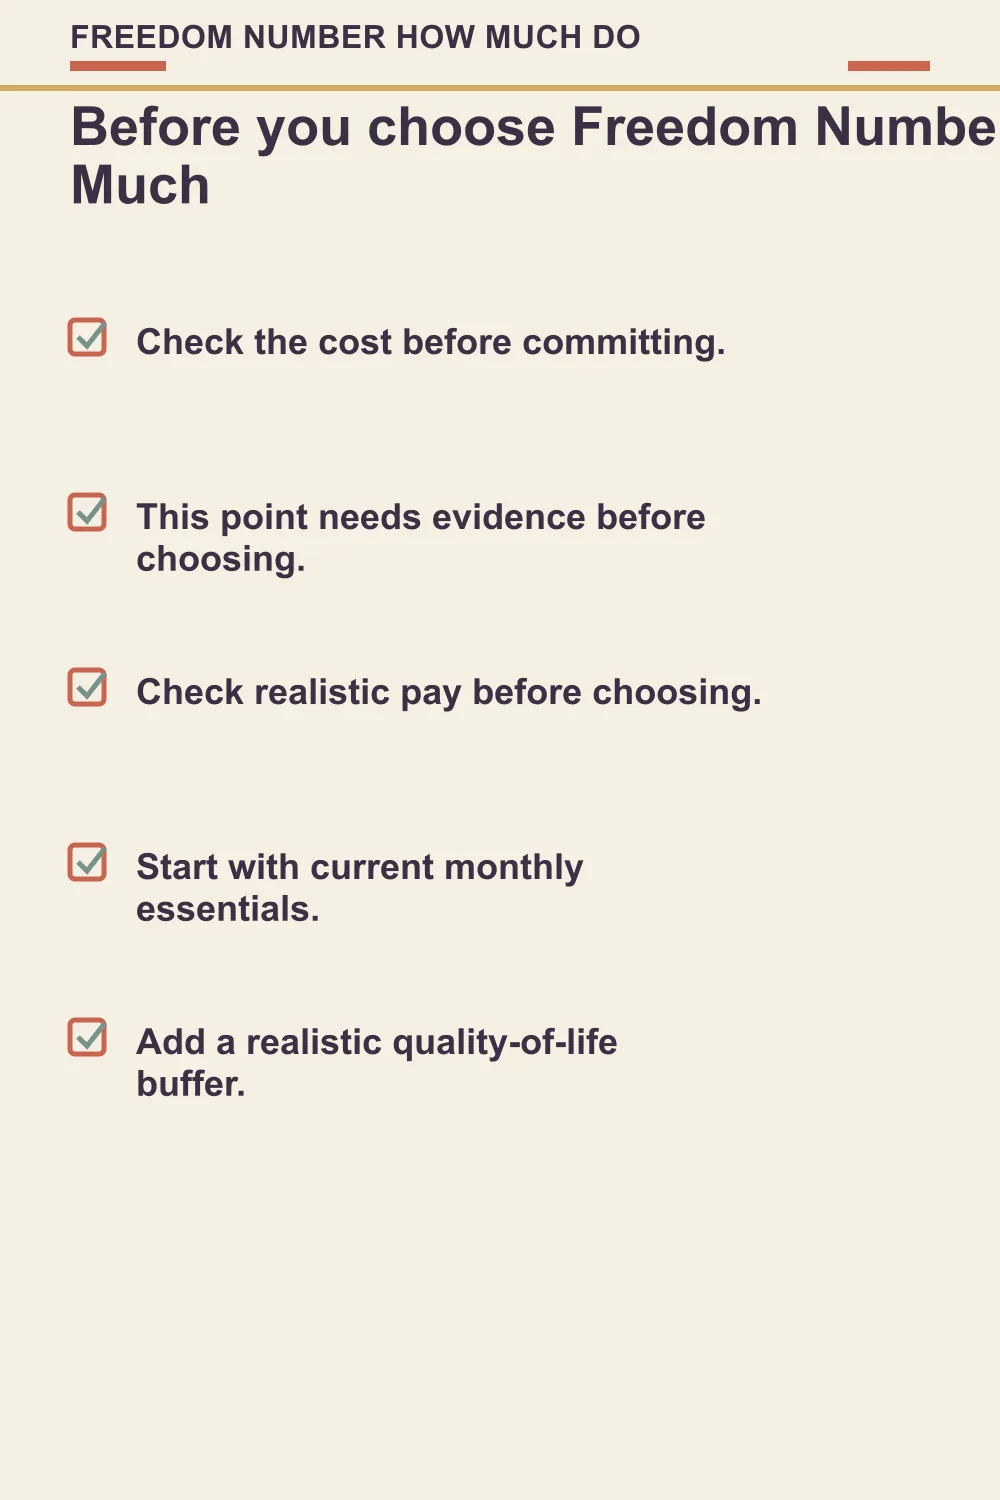 FREEDOM NUMBER HOW MUCH DO
Before you choose Freedom Numbe
Much
Check the cost before committing.
This point needs evidence before
choosing.
Check realistic pay before choosing.
Start with current monthly
essentials.
Add a realistic quality-of-life
buffer.